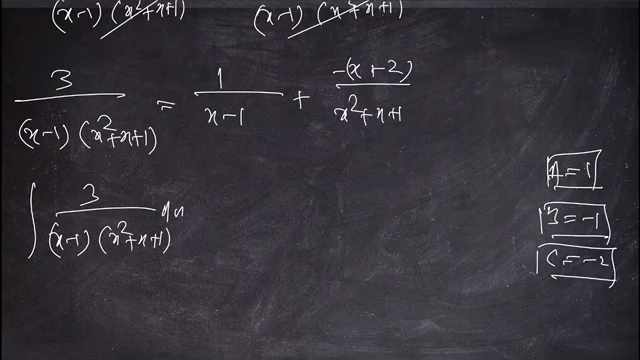 (x-1) (x²+x+1) (x-1) (x²+x+1)
3/((x-1)(x²+x+1)) = 1/(x-1) + -(x+2)/(x²+x+1)
A=1
∫ 3/((x-1)(x²+x+1)) dx
B=-1
C=-2